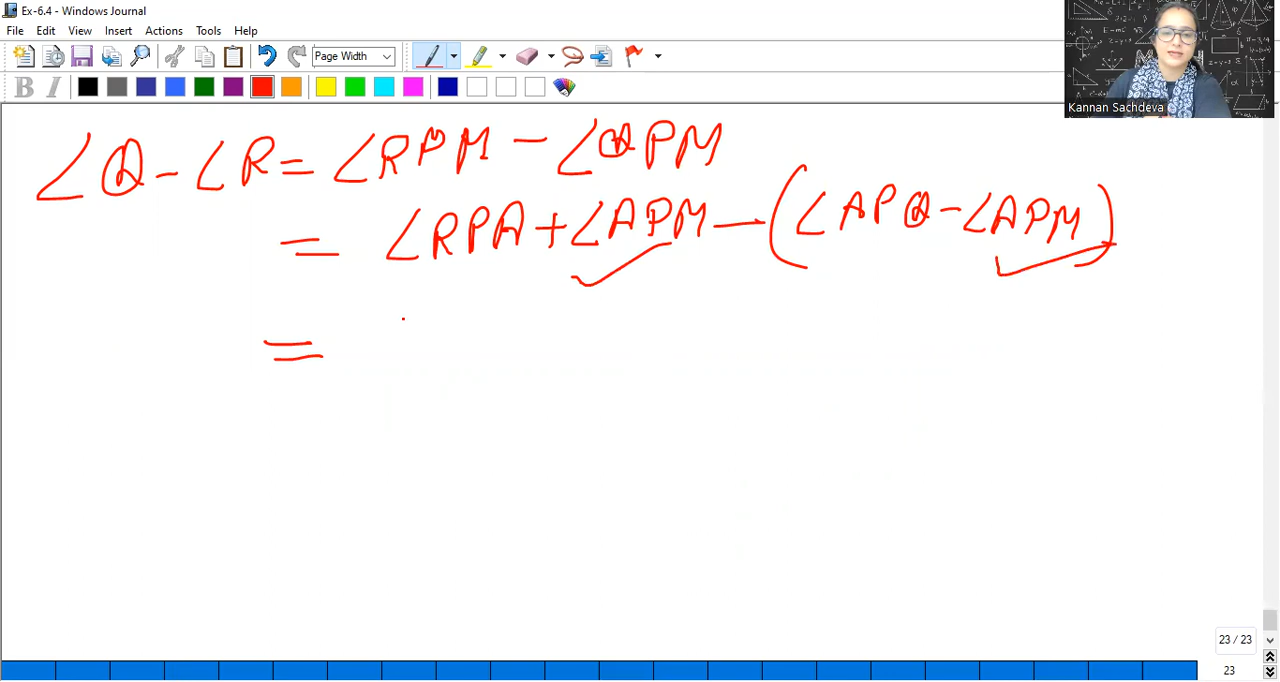 Ex-6.4 - Windows Journal
File Edit View Insert Actions Tools Help
Page Width
B I
Kannan Sachdeva
∠Q - ∠R = ∠RPM - ∠QPM
= ∠RPA + ∠APM - (∠APQ - ∠APM)
=
23 / 23
23